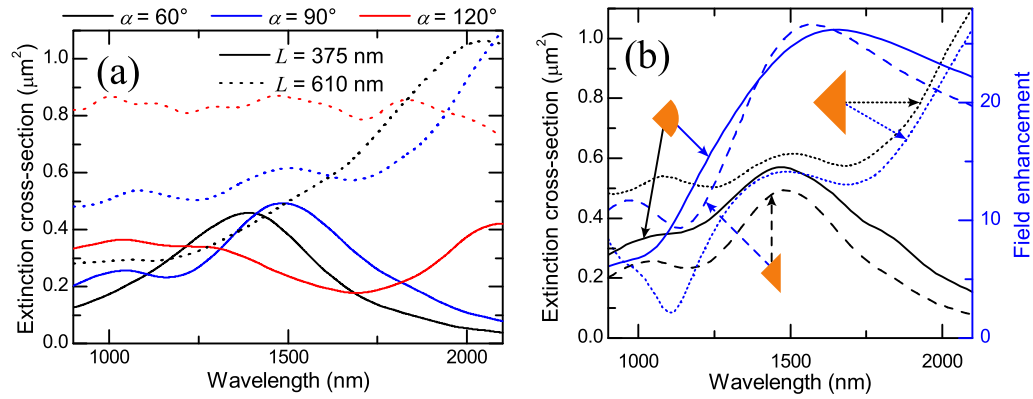 α = 60° α = 90° α = 120°
(a)
L = 375 nm
L = 610 nm
Extinction cross-section (μm²)
1.0
0.8
0.6
0.4
0.2
0.0
1000 1500 2000
Wavelength (nm)
(b)
Extinction cross-section (μm²)
1.0
0.8
0.6
0.4
0.2
0.0
1000 1500 2000
Wavelength (nm)
20
10
0
Field enhancement